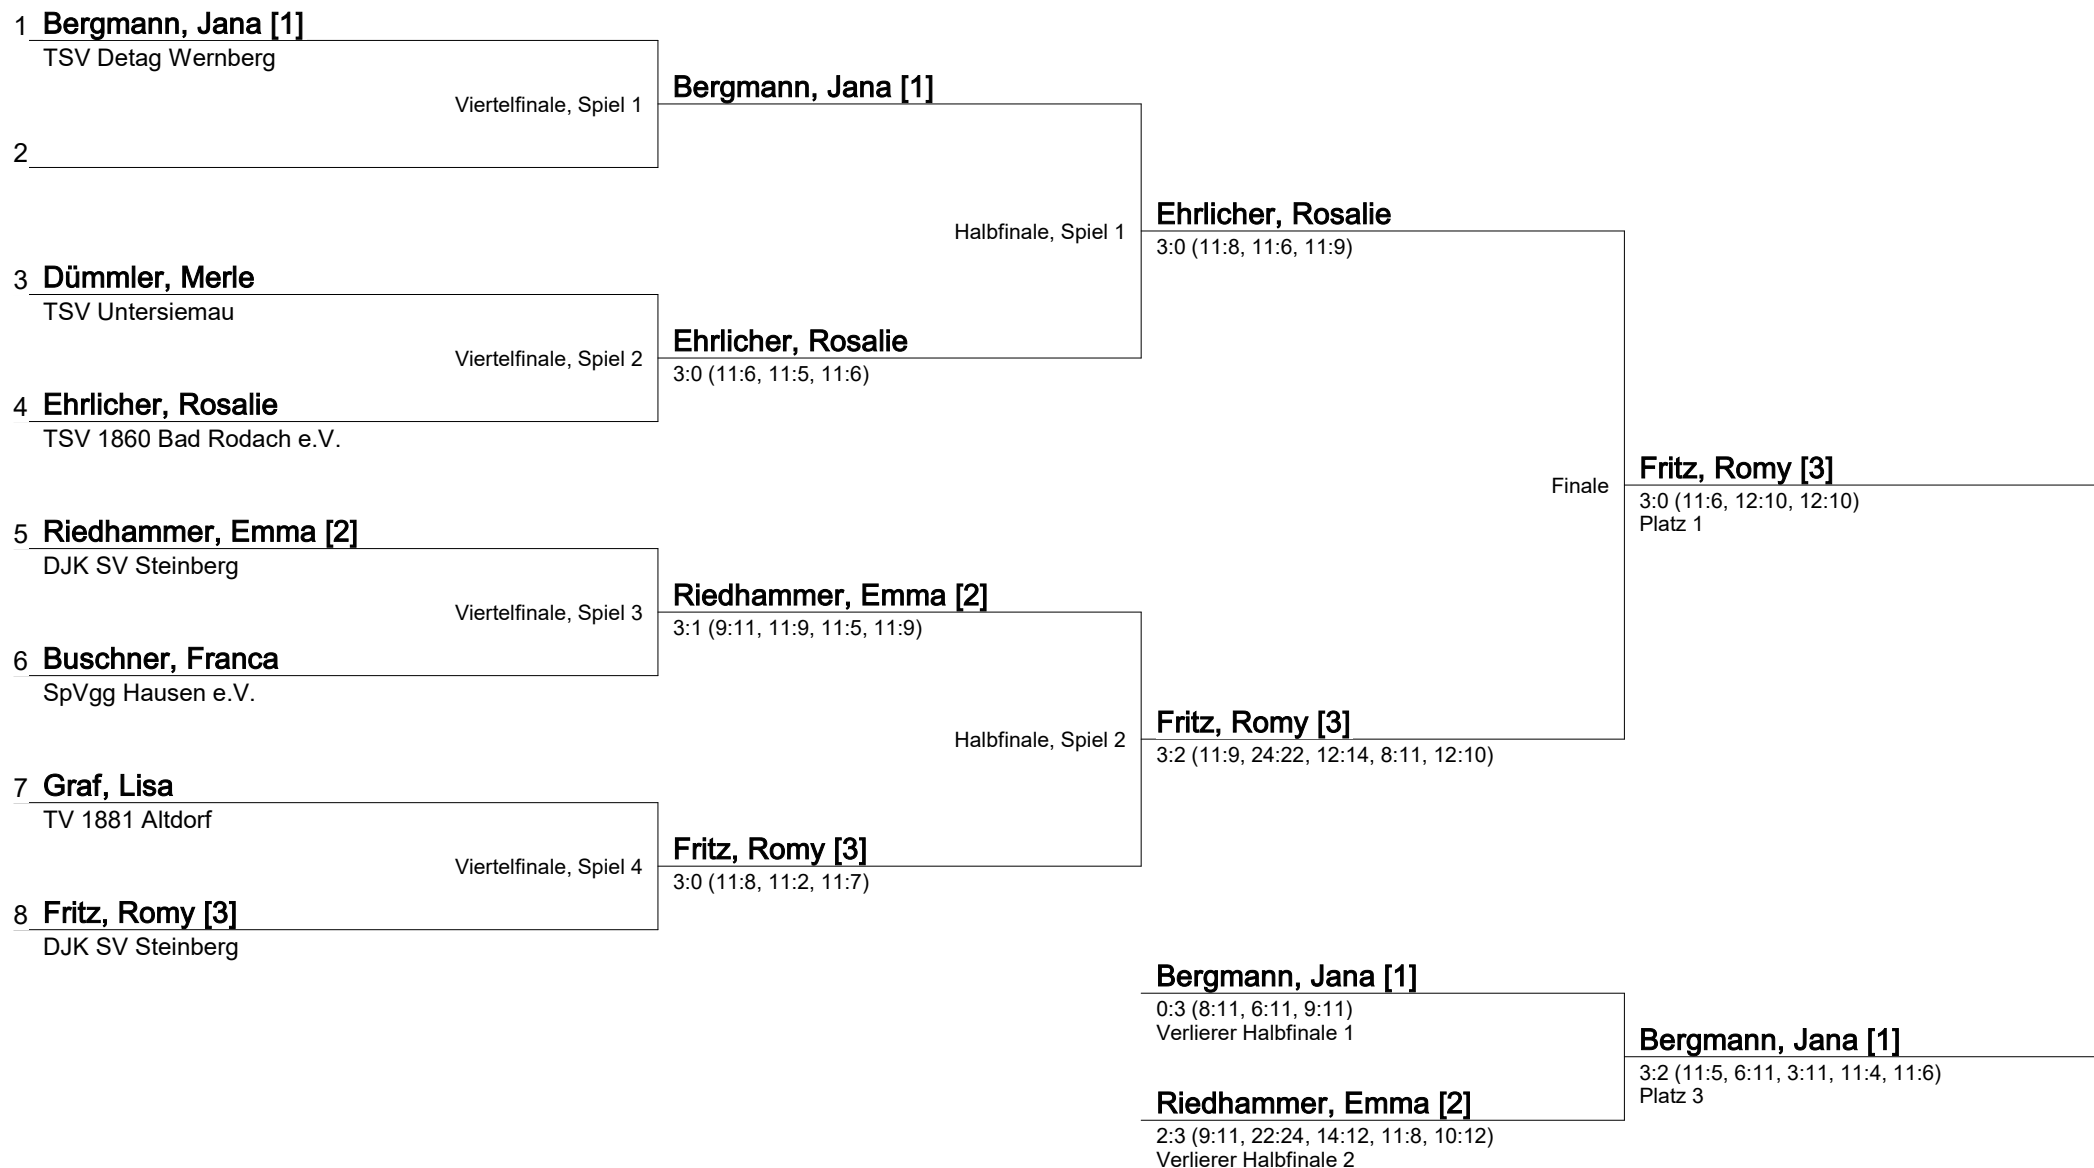 1 Bergmann, Jana [1]
TSV Detag Wernberg
Viertelfinale, Spiel 1
Bergmann, Jana [1]
2
Halbfinale, Spiel 1
Ehrlicher, Rosalie
3:0 (11:8, 11:6, 11:9)
3 Dümmler, Merle
TSV Untersiemau
Viertelfinale, Spiel 2
Ehrlicher, Rosalie
3:0 (11:6, 11:5, 11:6)
4 Ehrlicher, Rosalie
TSV 1860 Bad Rodach e.V.
Finale
Fritz, Romy [3]
3:0 (11:6, 12:10, 12:10)
Platz 1
5 Riedhammer, Emma [2]
DJK SV Steinberg
Viertelfinale, Spiel 3
Riedhammer, Emma [2]
3:1 (9:11, 11:9, 11:5, 11:9)
6 Buschner, Franca
SpVgg Hausen e.V.
Halbfinale, Spiel 2
Fritz, Romy [3]
3:2 (11:9, 24:22, 12:14, 8:11, 12:10)
7 Graf, Lisa
TV 1881 Altdorf
Viertelfinale, Spiel 4
Fritz, Romy [3]
3:0 (11:8, 11:2, 11:7)
8 Fritz, Romy [3]
DJK SV Steinberg
Bergmann, Jana [1]
0:3 (8:11, 6:11, 9:11)
Verlierer Halbfinale 1
Bergmann, Jana [1]
3:2 (11:5, 6:11, 3:11, 11:4, 11:6)
Platz 3
Riedhammer, Emma [2]
2:3 (9:11, 22:24, 14:12, 11:8, 10:12)
Verlierer Halbfinale 2